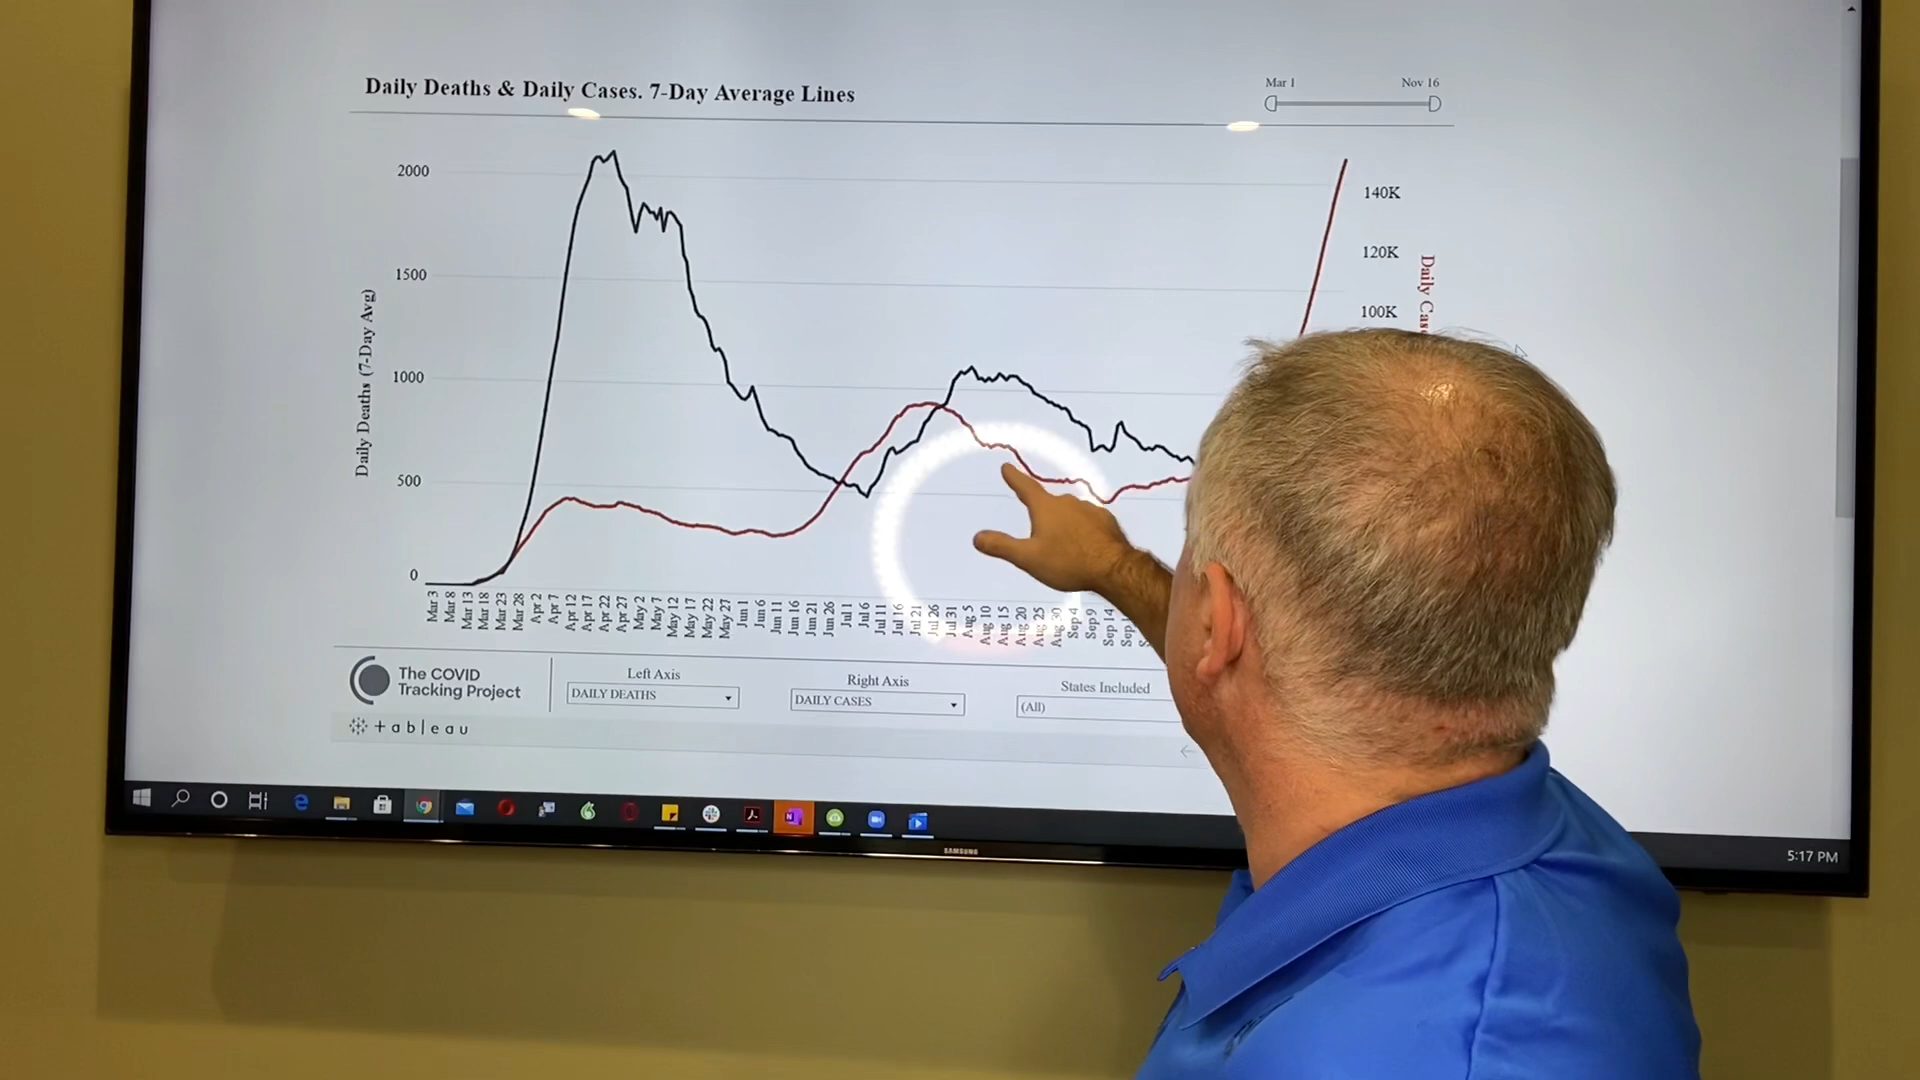 Daily Deaths & Daily Cases. 7-Day Average Lines
Mar 1
Nov 16
2000
1500
1000
500
0
Daily Deaths (7-Day Avg)
140K
120K
100K
Daily Cas
Mar 3
Mar 8
Mar 13
Mar 18
Mar 23
Mar 28
Apr 2
Apr 7
Apr 12
Apr 17
Apr 22
Apr 27
May 2
May 7
May 12
May 17
May 22
May 27
Jun 1
Jun 6
Jun 11
Jun 16
Jun 21
Jun 26
Jul 1
Jul 6
Jul 11
Jul 16
Jul 21
Jul 26
Jul 31
Aug 5
Aug 10
Aug 15
Aug 20
Aug 25
Aug 30
Sep 4
Sep 9
Sep 14
Sep 1
The COVID
Tracking Project
Left Axis
DAILY DEATHS
Right Axis
DAILY CASES
States Included
(All)
+ a b l e a u
SAMSUNG
5:17 PM